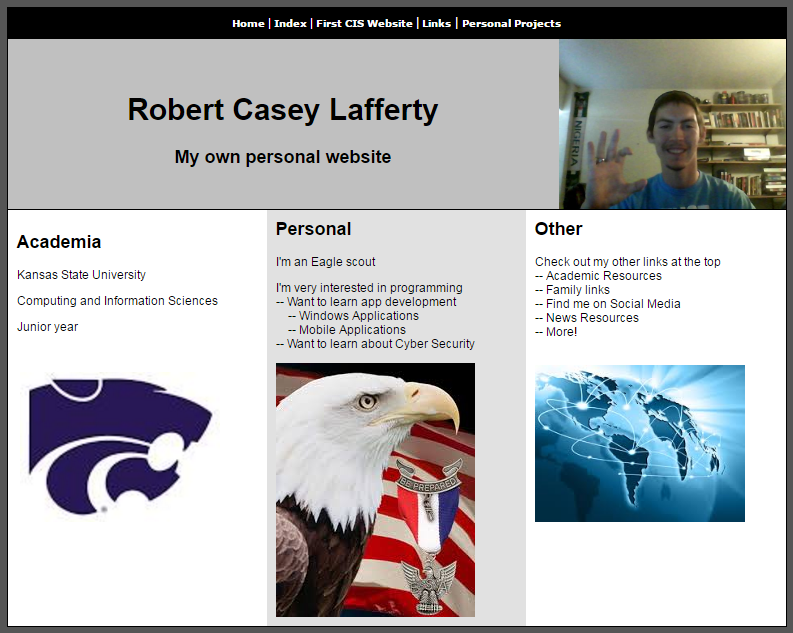 Home | Index | First CIS Website | Links | Personal Projects
Robert Casey Lafferty
My own personal website
NIGERIA
Academia
Kansas State University
Computing and Information Sciences
Junior year
Personal
I'm an Eagle scout
I'm very interested in programming
-- Want to learn app development
-- Windows Applications
-- Mobile Applications
-- Want to learn about Cyber Security
BE PREPARED
Other
Check out my other links at the top
-- Academic Resources
-- Family links
-- Find me on Social Media
-- News Resources
-- More!